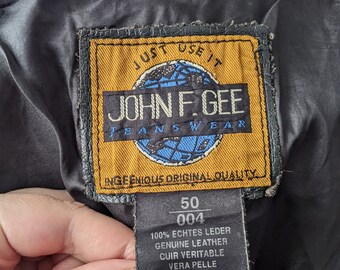 JUST USE IT
JOHN F. GEE
JEANSWEAR
INGEENIOUS ORIGINAL QUALITY
50
004
100% ECHTES LEDER
GENUINE LEATHER
CUIR VERITABLE
VERA PELLE